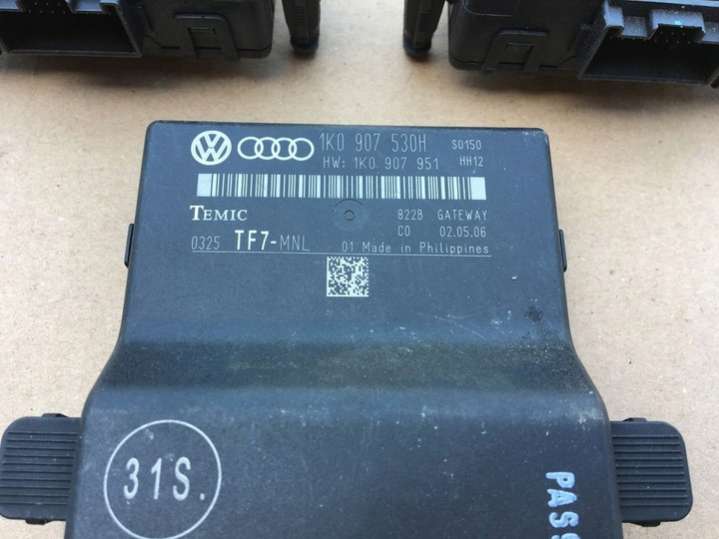 1K0 907 530H S0150
HW: 1K0 907 951 HH12
TEMIC 822B GATEWAY
C0 02.05.06
0325 TF7-MNL 01 Made in Philippines
31S.
PASS